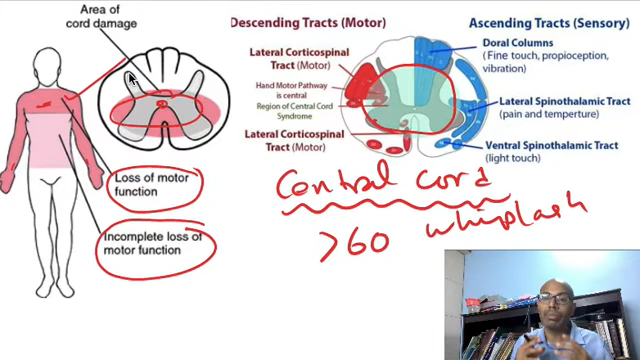 Area of
cord damage
Loss of motor
function
Incomplete loss of
motor function
Descending Tracts (Motor)
Lateral Corticospinal
Tract (Motor)
Hand Motor Pathway
is central
Region of Central Cord
Syndrome
Lateral Corticospinal
Tract (Motor)
Ascending Tracts (Sensory)
Doral Columns
(Fine touch, propioception,
vibration)
Lateral Spinothalamic Tract
(pain and temperture)
Ventral Spinothalamic Tract
(light touch)
Central cord
>60 whiplash